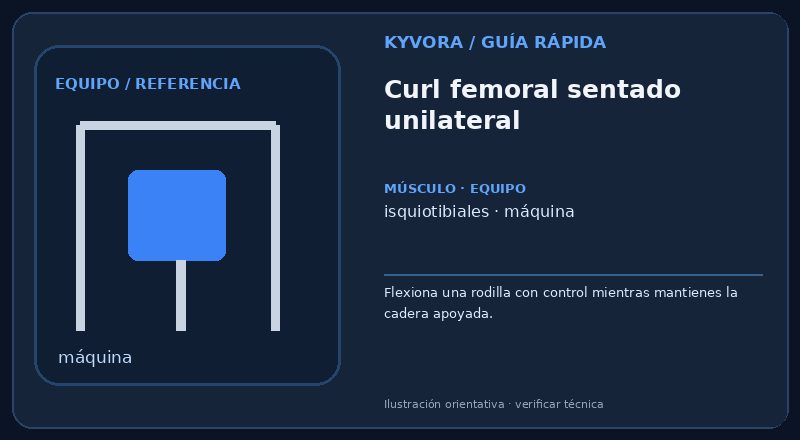 EQUIPO / REFERENCIA
máquina
KYVORA / GUÍA RÁPIDA
Curl femoral sentado
unilateral
MÚSCULO · EQUIPO
isquiotibiales · máquina
Flexiona una rodilla con control mientras mantienes la
cadera apoyada.
Ilustración orientativa · verificar técnica